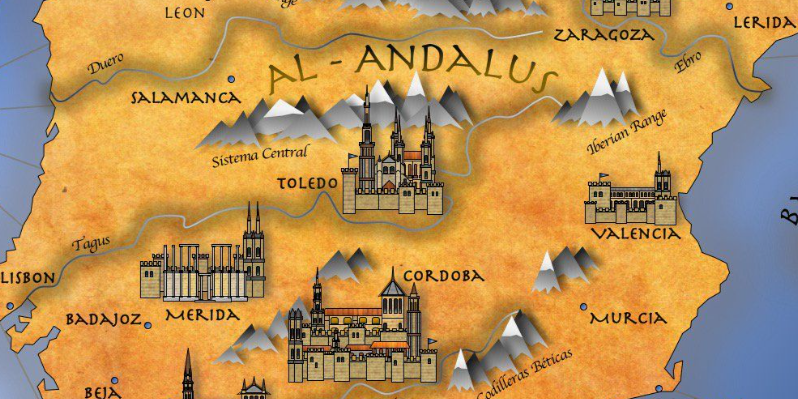 LEON
ZARAGOZA
LERIDA
Duero
Ebro
AL-ANDALUS
SALAMANCA
Sistema Central
Iberian Range
TOLEDO
VALENCIA
Tagus
LISBON
CORDOBA
BADAJOZ
MERIDA
MURCIA
Codilleras Béticas
BEJA